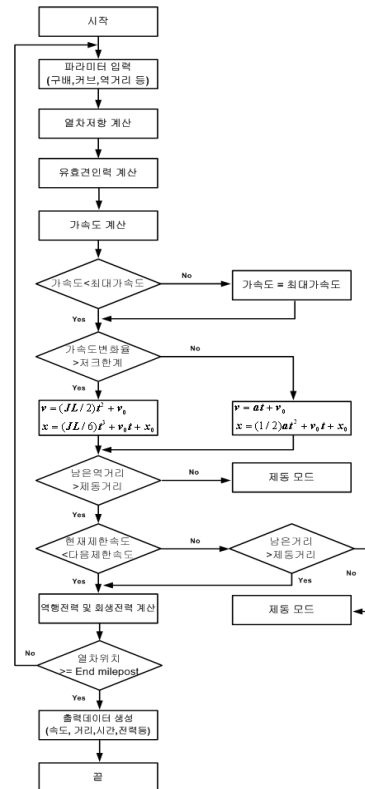 시작
파라미터 입력
(구배,커브,역거리 등)
열차저항 계산
유효견인력 계산
가속도 계산
가속도<최대가속도
No
가속도 = 최대가속도
Yes
가속도변화율
>저크한계
No
Yes
v = (JL/2)t² + v₀
x = (JL/6)t³ + v₀t + x₀
v = at + v₀
x = (1/2)at² + v₀t + x₀
남은역거리
>제동거리
No
제동 모드
Yes
현재제한속도
<다음제한속도
No
남은거리
>제동거리
Yes
Yes
No
역행전력 및 회생전력 계산
제동 모드
No
열차위치
>= End milepost
Yes
출력데이터 생성
(속도, 거리,시간,전력등)
끝